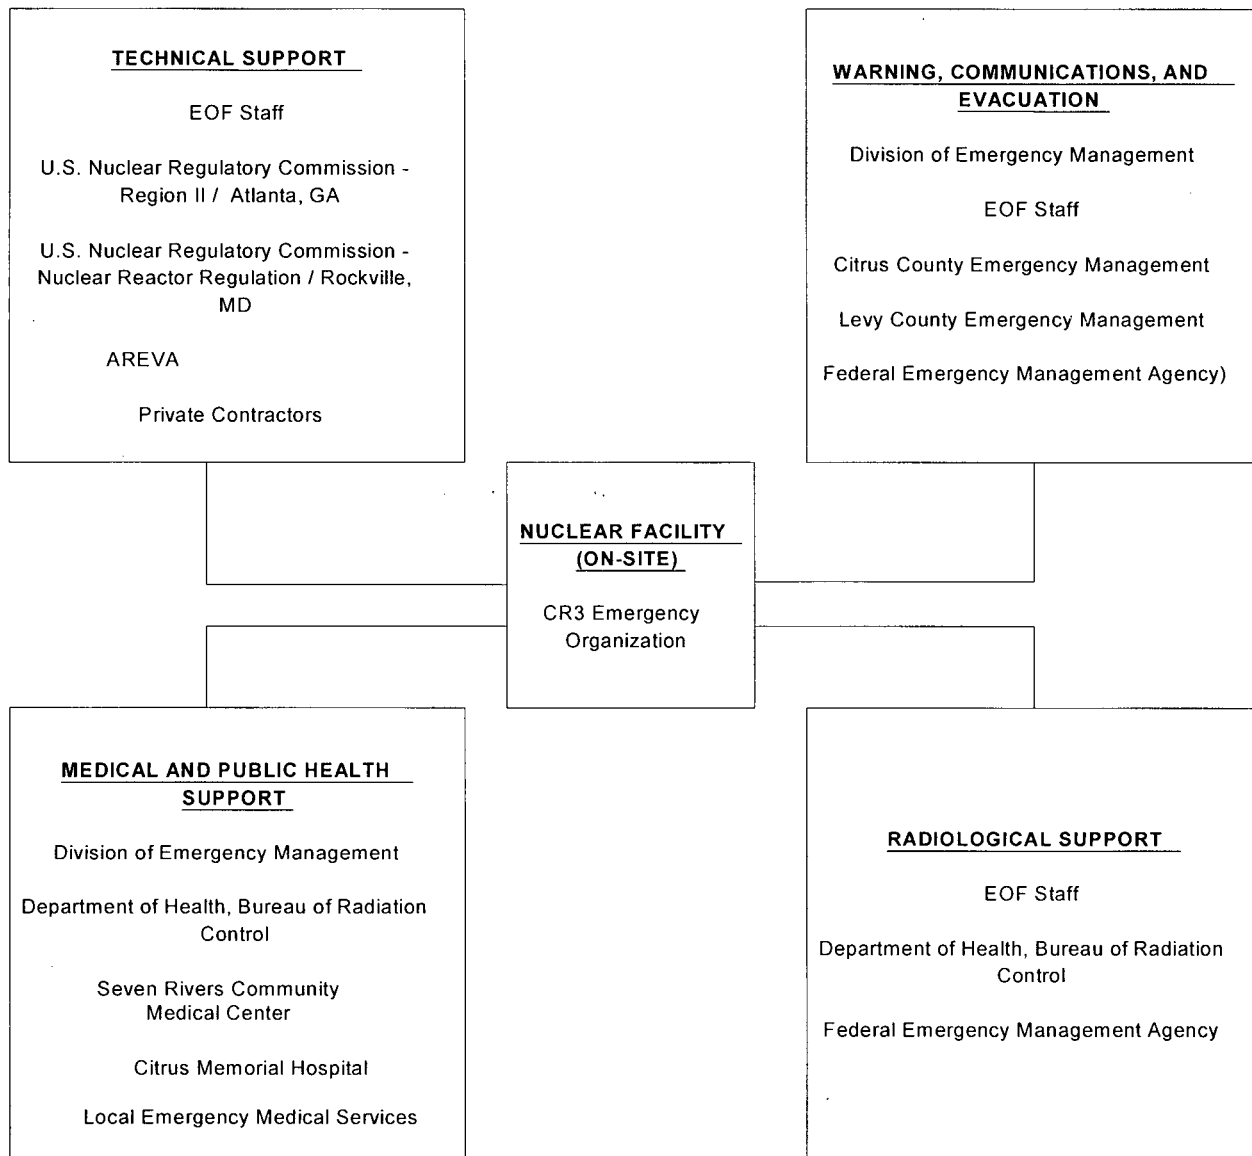 TECHNICAL SUPPORT
EOF Staff
U.S. Nuclear Regulatory Commission -
Region II / Atlanta, GA
U.S. Nuclear Regulatory Commission -
Nuclear Reactor Regulation / Rockville,
MD
AREVA
Private Contractors
WARNING, COMMUNICATIONS, AND
EVACUATION
Division of Emergency Management
EOF Staff
Citrus County Emergency Management
Levy County Emergency Management
Federal Emergency Management Agency)
NUCLEAR FACILITY
(ON-SITE)
CR3 Emergency
Organization
MEDICAL AND PUBLIC HEALTH
SUPPORT
Division of Emergency Management
Department of Health, Bureau of Radiation
Control
Seven Rivers Community
Medical Center
Citrus Memorial Hospital
Local Emergency Medical Services
RADIOLOGICAL SUPPORT
EOF Staff
Department of Health, Bureau of Radiation
Control
Federal Emergency Management Agency